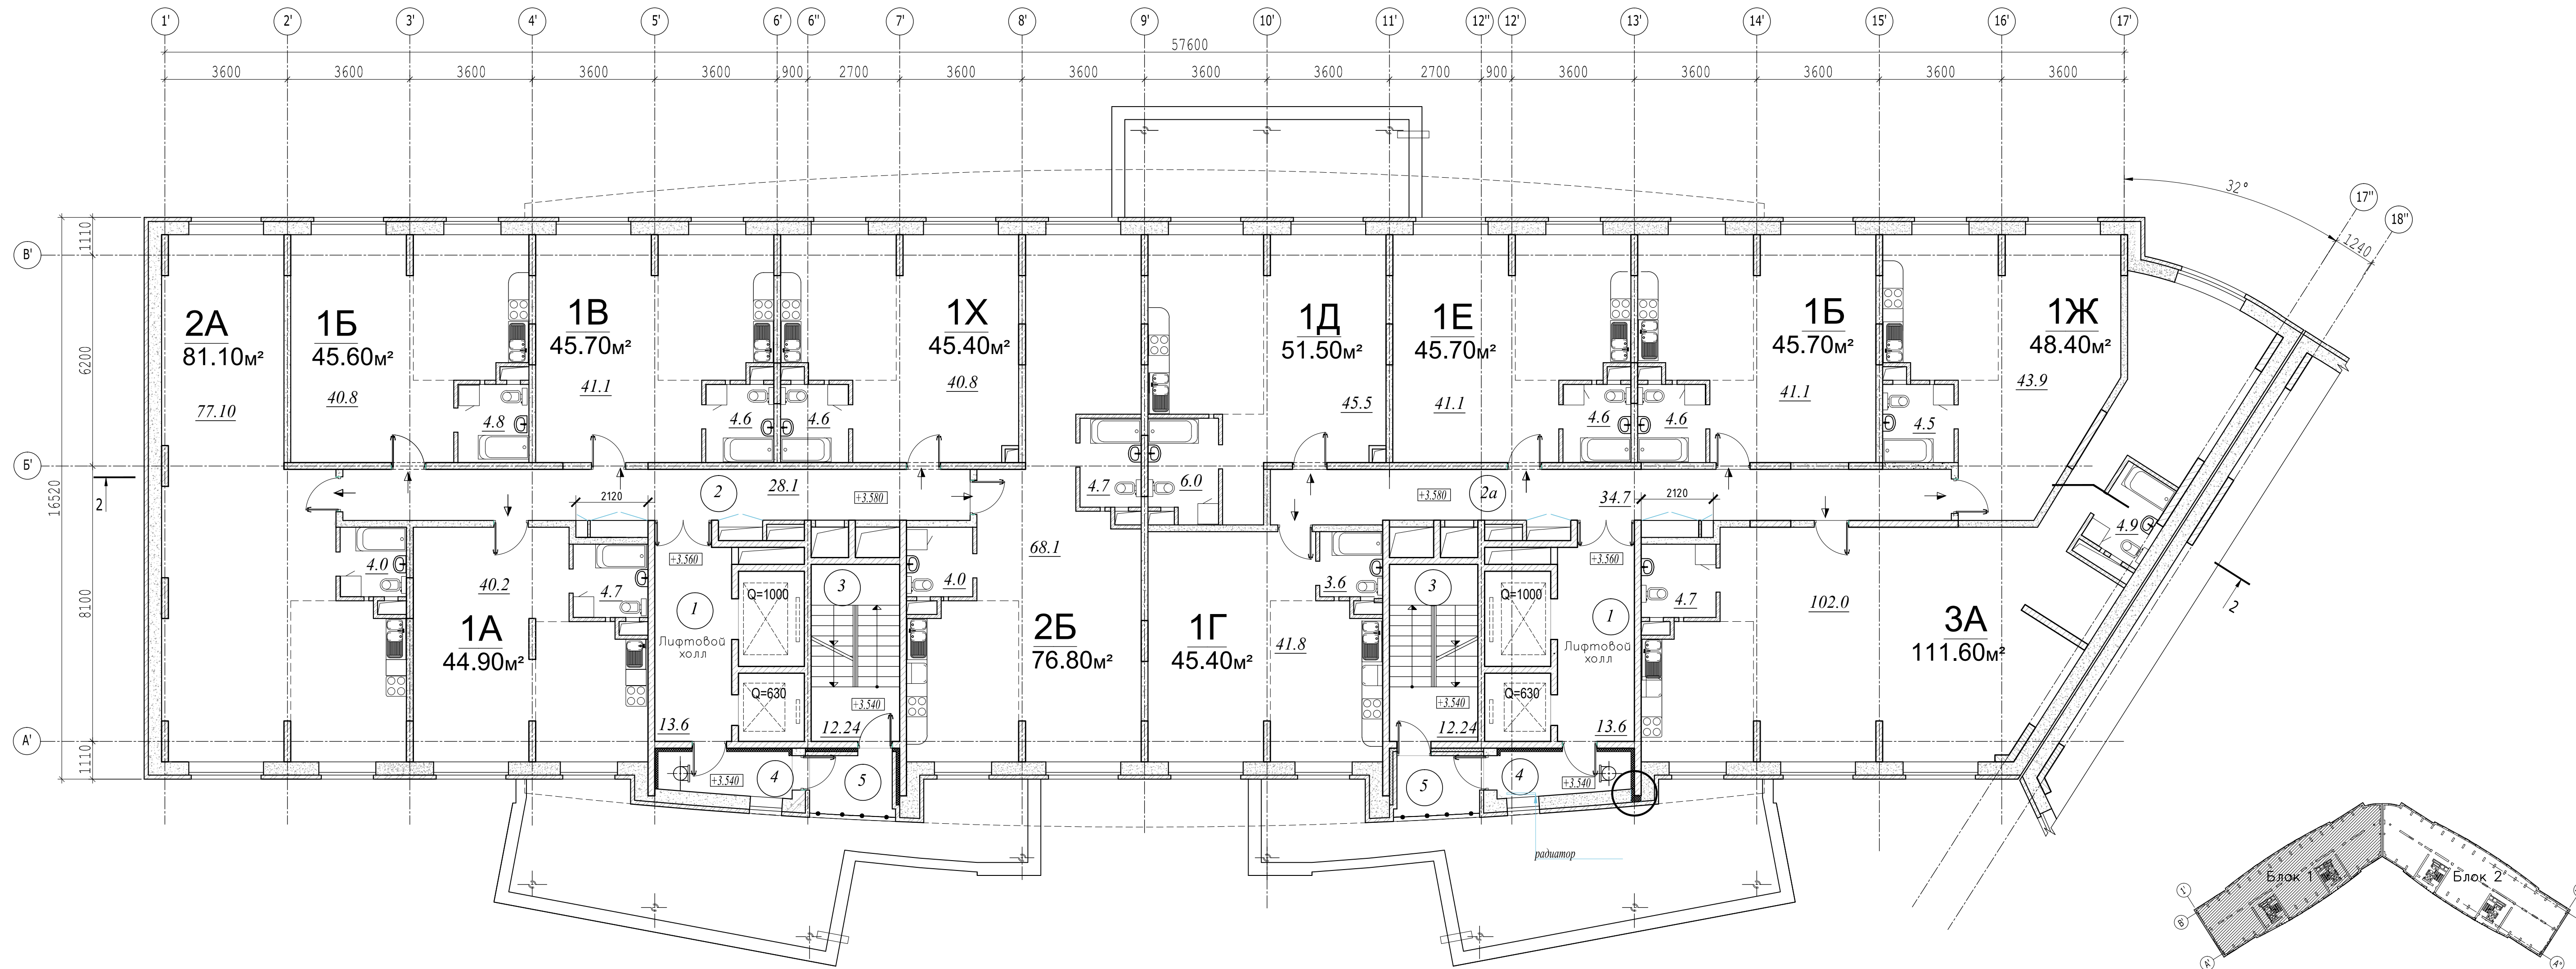 1' 2' 3' 4' 5' 6' 6'' 7' 8' 9' 10' 11' 12'' 12' 13' 14' 15' 16' 17'
57600
3600 3600 3600 3600 3600 900 2700 3600 3600 3600 3600 2700 900 3600 3600 3600 3600 3600
32°
17''
18''
1240
В'
Б'
А'
1110
6200
8100
1110
16520
2А
81.10м²
77.10
1Б
45.60м²
40.8
4.8
1В
45.70м²
41.1
4.6
4.6
1Х
45.40м²
40.8
1Д
51.50м²
45.5
1Е
45.70м²
41.1
4.6
4.6
1Б
45.70м²
41.1
1Ж
48.40м²
43.9
4.5
2
2120
2
28.1
+3.580
4.7
6.0
+3.580
2а
34.7
2120
4.9
4.0
40.2
4.7
+3.560
1
Лифтовой
холл
Q=1000
Q=630
3
4.0
68.1
3.6
3
Q=1000
Q=630
+3.560
1
Лифтовой
холл
4.7
102.0
3А
111.60м²
2
1А
44.90м²
2Б
76.80м²
1Г
45.40м²
41.8
+3.540
+3.540
13.6
12.24
12.24
13.6
+3.540
4
5
5
4
+3.540
радиатор
Блок 1
Блок 2
1'
В'
А'
А''